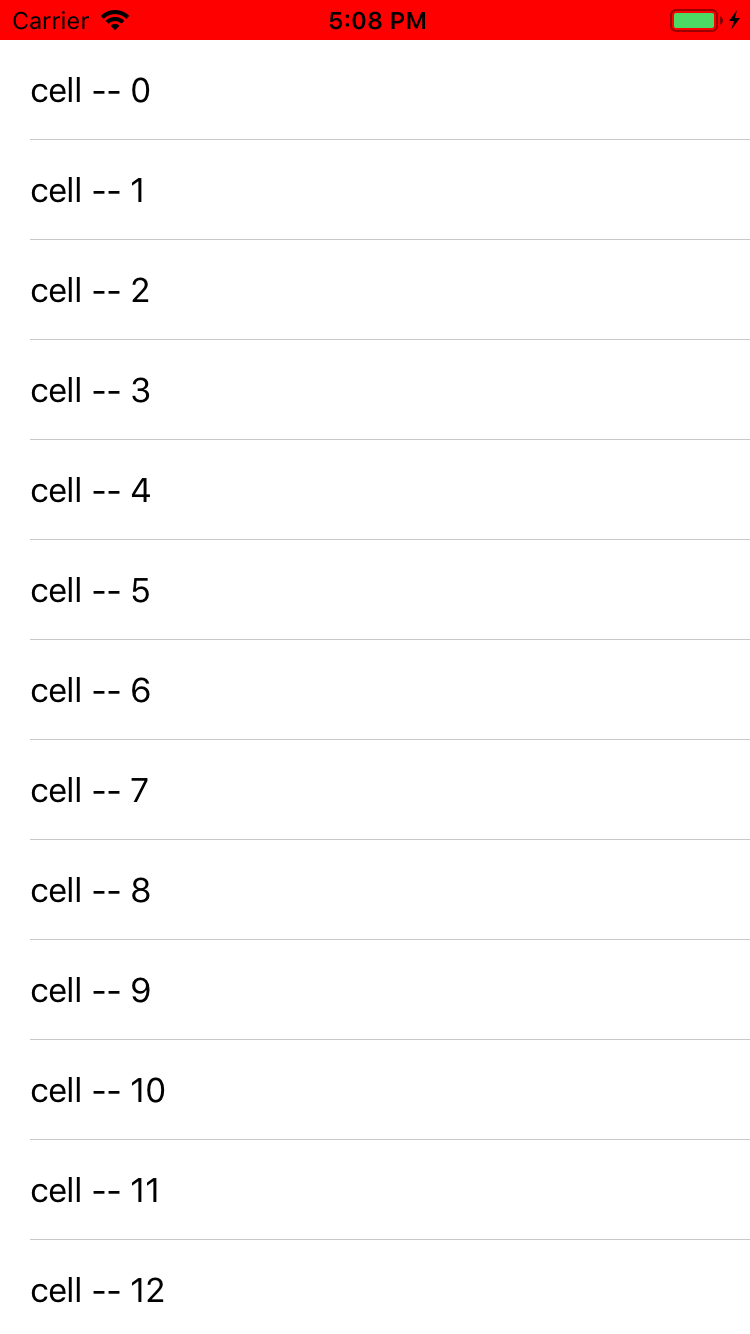 Carrier 5:08 PM
cell -- 0
cell -- 1
cell -- 2
cell -- 3
cell -- 4
cell -- 5
cell -- 6
cell -- 7
cell -- 8
cell -- 9
cell -- 10
cell -- 11
cell -- 12